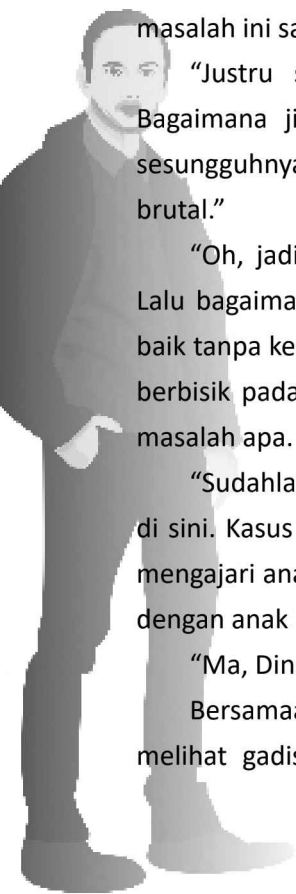 masalah ini sa
“Justru s
Bagaimana ji
sesungguhnya
brutal.”
“Oh, jadi
Lalu bagaima
baik tanpa ke
berbisik pada
masalah apa.
“Sudahla
di sini. Kasus
mengajari ana
dengan anak
“Ma, Din
Bersamaa
melihat gadis